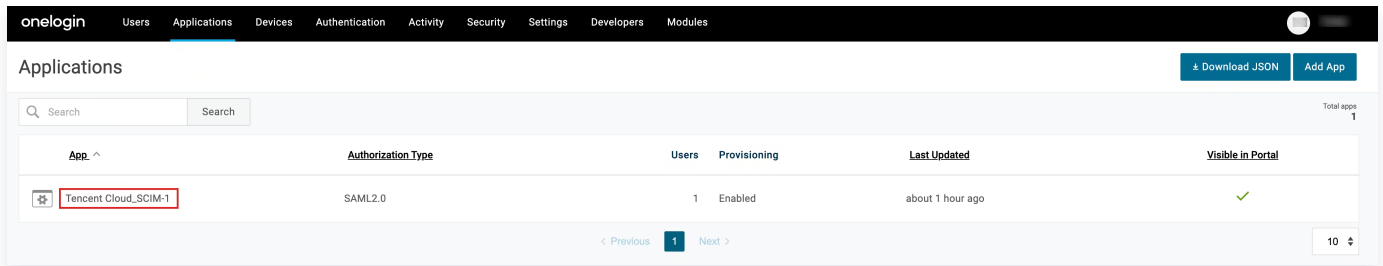 onelogin Users Applications Devices Authentication Activity Security Settings Developers Modules
Applications
Download JSON Add App
Search Search
Total apps
1
App Authorization Type Users Provisioning Last Updated Visible in Portal
Tencent Cloud_SCIM-1 SAML2.0 1 Enabled about 1 hour ago
< Previous 1 Next >
10